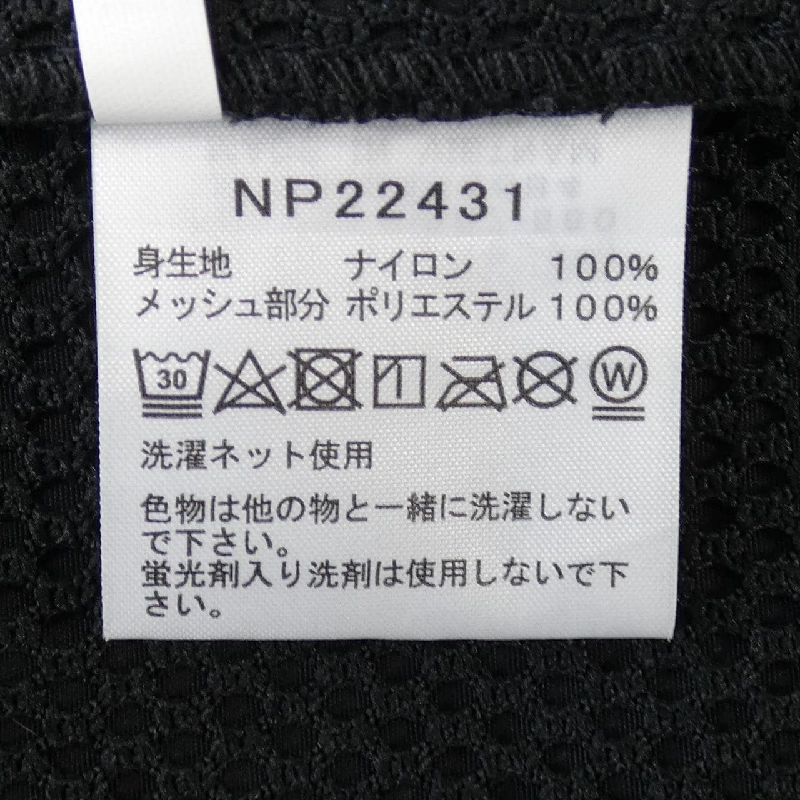 NP22431
身生地 ナイロン 100%
メッシュ部分 ポリエステル 100%
30 W
洗濯ネット使用
色物は他の物と一緒に洗濯しない
で下さい。
蛍光剤入り洗剤は使用しないで下
さい。